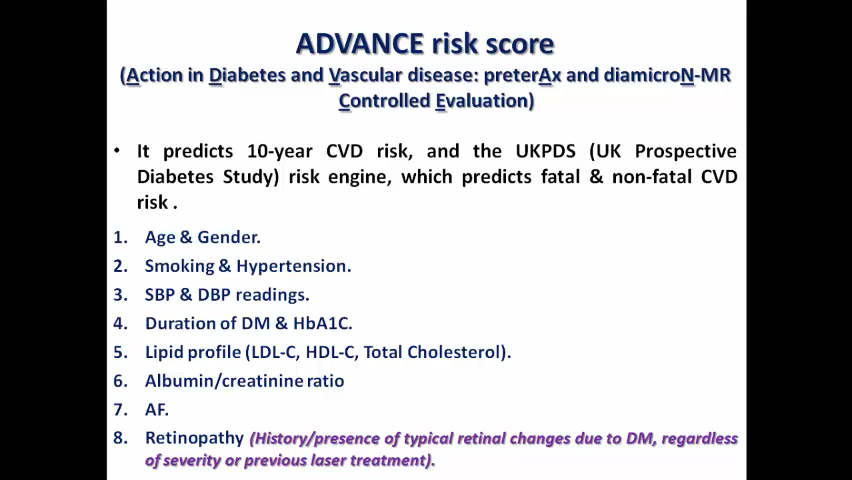 ADVANCE risk score
(Action in Diabetes and Vascular disease: preterAx and diamicroN-MR
Controlled Evaluation)
• It predicts 10-year CVD risk, and the UKPDS (UK Prospective
Diabetes Study) risk engine, which predicts fatal & non-fatal CVD
risk .
1. Age & Gender.
2. Smoking & Hypertension.
3. SBP & DBP readings.
4. Duration of DM & HbA1C.
5. Lipid profile (LDL-C, HDL-C, Total Cholesterol).
6. Albumin/creatinine ratio
7. AF.
8. Retinopathy (History/presence of typical retinal changes due to DM, regardless
of severity or previous laser treatment).